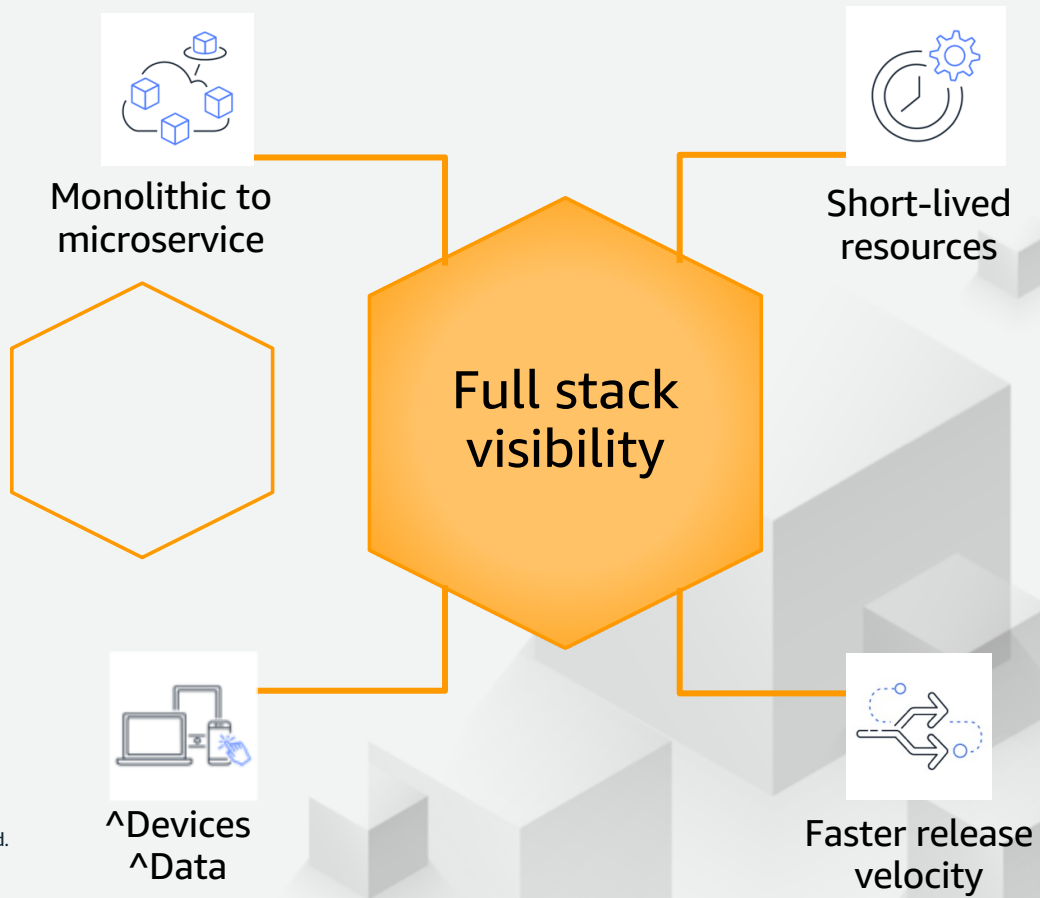 Monolithic to
microservice
Short-lived
resources
Full stack
visibility
^Devices
^Data
Faster release
velocity